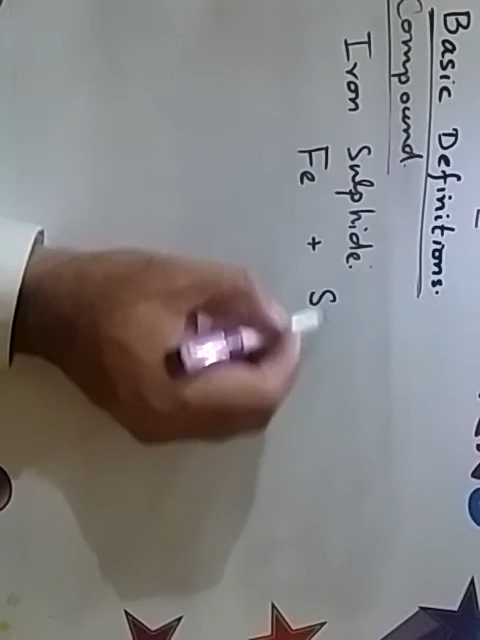 Basic Definitions.
Compound.
Iron Sulphide.
Fe + S